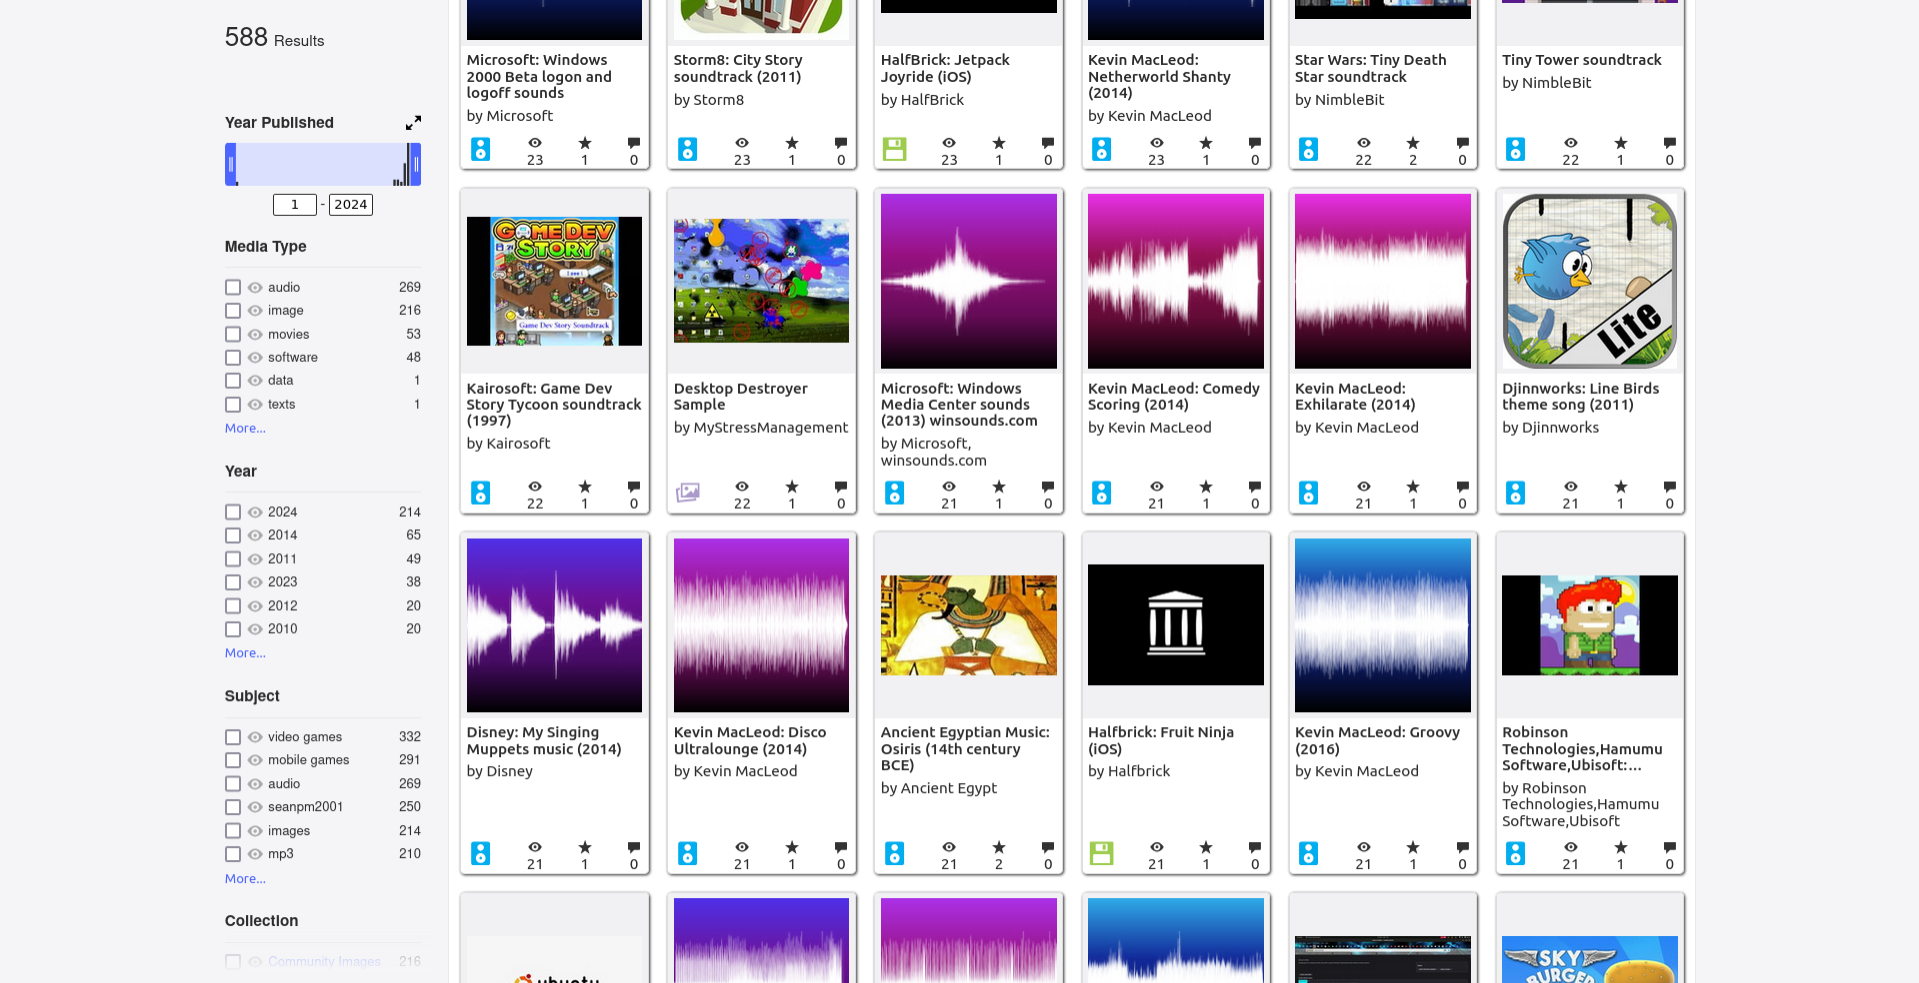 588 Results
Year Published
1 - 2024
Media Type
audio 269
image 216
movies 53
software 48
data 1
texts 1
More...
Year
2024 214
2014 65
2011 49
2023 38
2012 20
2010 20
More...
Subject
video games 332
mobile games 291
audio 269
seanpm2001 250
images 214
mp3 210
More...
Collection
Community Images 216
Microsoft: Windows
2000 Beta logon and
logoff sounds
by Microsoft
23 1 0
Storm8: City Story
soundtrack (2011)
by Storm8
23 1 0
HalfBrick: Jetpack
Joyride (iOS)
by HalfBrick
23 1 0
Kevin MacLeod:
Netherworld Shanty
(2014)
by Kevin MacLeod
23 1 0
Star Wars: Tiny Death
Star soundtrack
by NimbleBit
22 2 0
Tiny Tower soundtrack
by NimbleBit
22 1 0
GAME DEV
STORY
Game Dev Story Soundtrack
Kairosoft: Game Dev
Story Tycoon soundtrack
(1997)
by Kairosoft
22 1 0
Desktop Destroyer
Sample
by MyStressManagement
22 1 0
Microsoft: Windows
Media Center sounds
(2013) winsounds.com
by Microsoft,
winsounds.com
21 1 0
Kevin MacLeod: Comedy
Scoring (2014)
by Kevin MacLeod
21 1 0
Kevin MacLeod:
Exhilarate (2014)
by Kevin MacLeod
21 1 0
Lite
Djinnworks: Line Birds
theme song (2011)
by Djinnworks
21 1 0
Disney: My Singing
Muppets music (2014)
by Disney
21 1 0
Kevin MacLeod: Disco
Ultralounge (2014)
by Kevin MacLeod
21 1 0
Ancient Egyptian Music:
Osiris (14th century
BCE)
by Ancient Egypt
21 2 0
Halfbrick: Fruit Ninja
(iOS)
by Halfbrick
21 1 0
Kevin MacLeod: Groovy
(2016)
by Kevin MacLeod
21 1 0
Robinson
Technologies,Hamumu
Software,Ubisoft:...
by Robinson
Technologies,Hamumu
Software,Ubisoft
21 1 0
ubuntu
SKY
BURGER